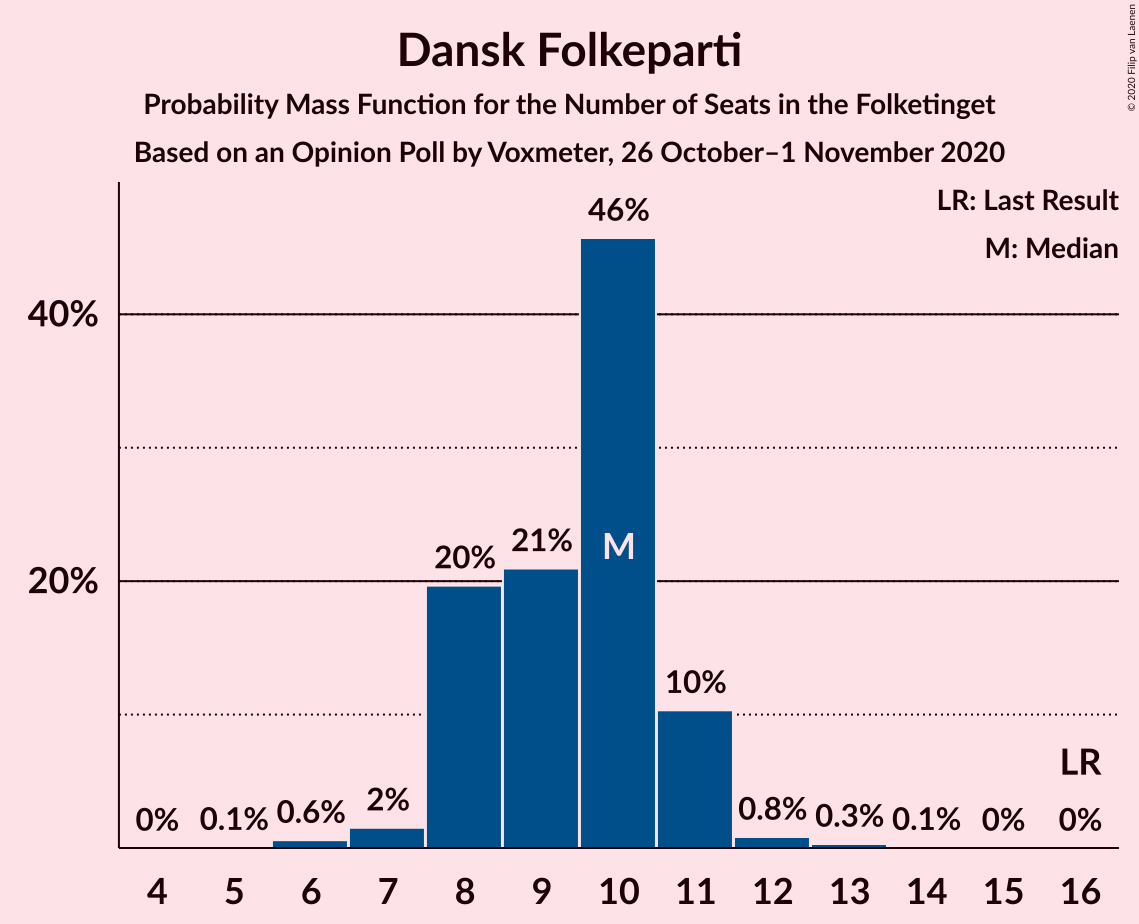 Dansk Folkeparti
Probability Mass Function for the Number of Seats in the Folketinget
Based on an Opinion Poll by Voxmeter, 26 October–1 November 2020
© 2020 Filip van Laenen
LR: Last Result
M: Median
46%
40%
21%
20%
M
20%
10%
LR
0%
0.1%
0.6%
2%
0.8%
0.3%
0.1%
0%
0%
4 5 6 7 8 9 10 11 12 13 14 15 16